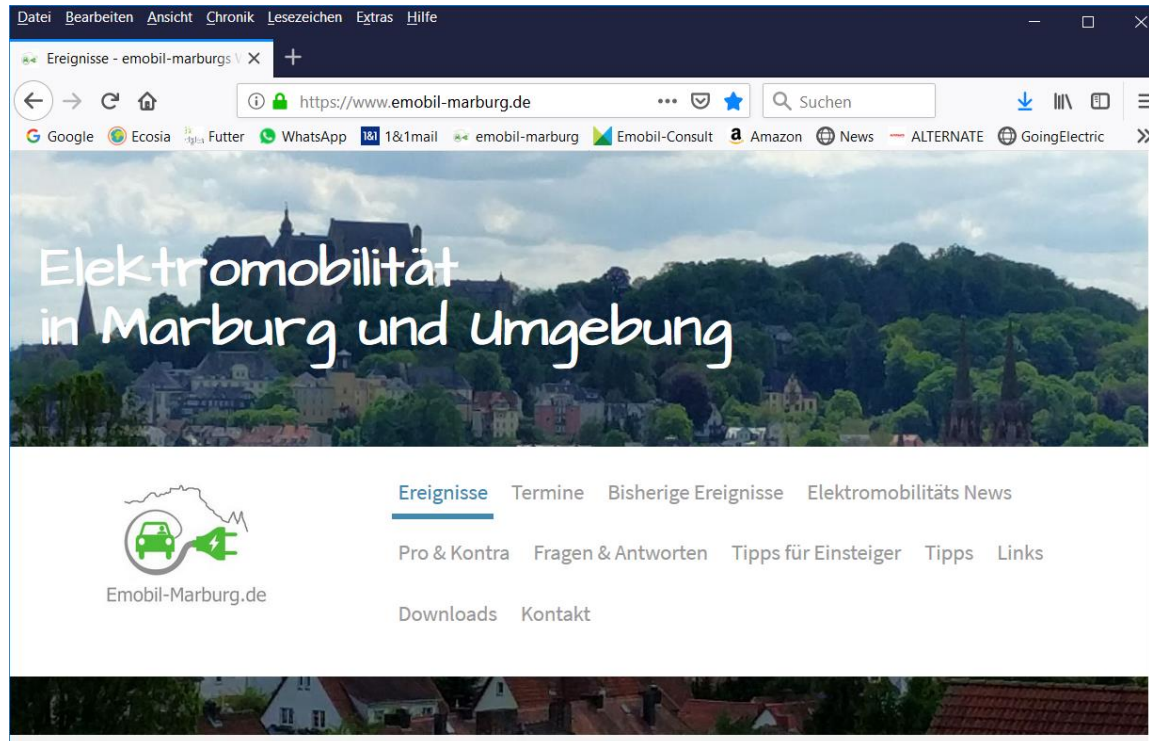 Datei Bearbeiten Ansicht Chronik Lesezeichen Extras Hilfe
Ereignisse - emobil-marburgs
https://www.emobil-marburg.de
Suchen
Google Ecosia Futter WhatsApp 1&1 1&1mail emobil-marburg Emobil-Consult a Amazon News ALTERNATE GoingElectric
Elektromobilität
in Marburg und Umgebung
Ereignisse Termine Bisherige Ereignisse Elektromobilitäts News
Pro & Kontra Fragen & Antworten Tipps für Einsteiger Tipps Links
Downloads Kontakt
Emobil-Marburg.de